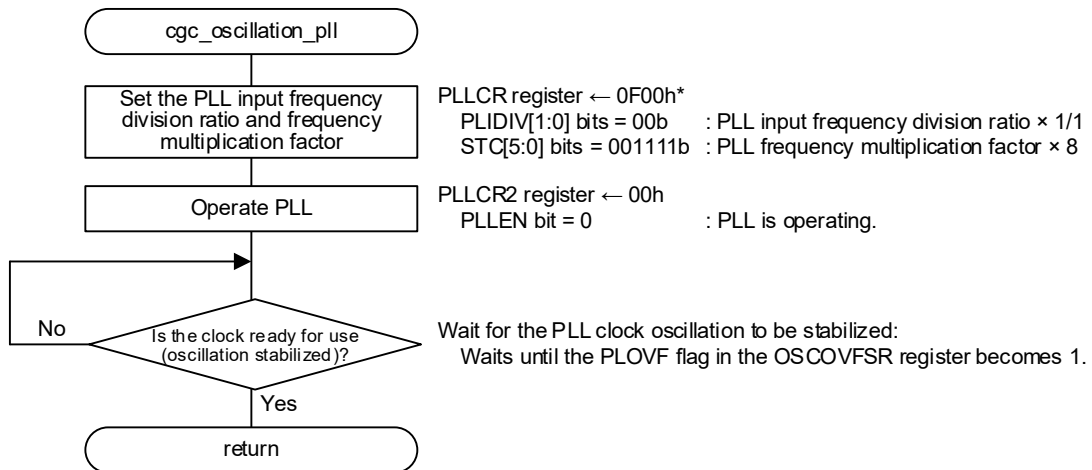 cgc_oscillation_pll
Set the PLL input frequency
division ratio and frequency
multiplication factor
PLLCR register ← 0F00h*
PLIDIV[1:0] bits = 00b : PLL input frequency division ratio × 1/1
STC[5:0] bits = 001111b : PLL frequency multiplication factor × 8
Operate PLL
PLLCR2 register ← 00h
PLLEN bit = 0 : PLL is operating.
No
Is the clock ready for use
(oscillation stabilized)?
Wait for the PLL clock oscillation to be stabilized:
Waits until the PLOVF flag in the OSCOVFSR register becomes 1.
Yes
return